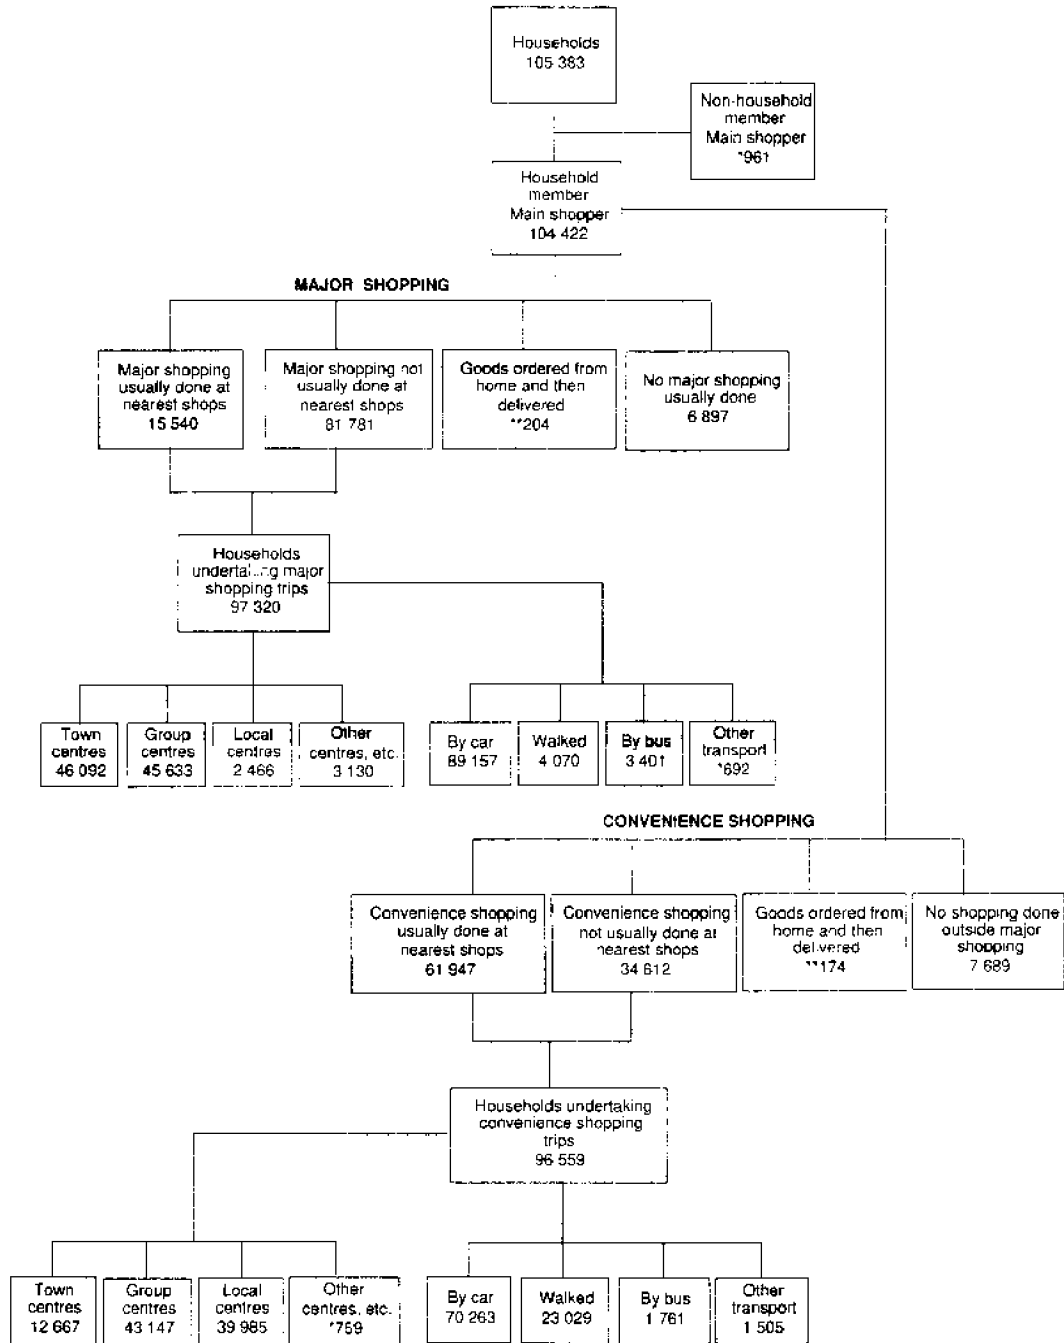 Households
105 383
Non-household
member
Main shopper
*961
Household
member
Main shopper
104 422
MAJOR SHOPPING
Major shopping
usually done at
nearest shops
15 540
Major shopping not
usually done at
nearest shops
81 781
Goods ordered from
home and then
delivered
**204
No major shopping
usually done
6 897
Households
major
shopping trips
97 320
Town
centres
46 092
Group
centres
45 633
Local
centres
2 466
Other
centres, etc.
3 130
By car
89 157
Walked
4 070
By bus
3 401
Other
transport
*692
CONVENIENCE SHOPPING
Convenience shopping
usually done at
nearest shops
61 947
Convenience shopping
not usually done at
nearest shops
34 612
Goods ordered from
home and then
delivered
**174
No shopping done
outside major
shopping
7 689
Households undertaking
convenience shopping
trips
96 559
Town
centres
12 667
Group
centres
43 147
Local
centres
39 985
Other
centres, etc.
*759
By car
70 263
Walked
23 029
By bus
1 761
Other
transport
1 505